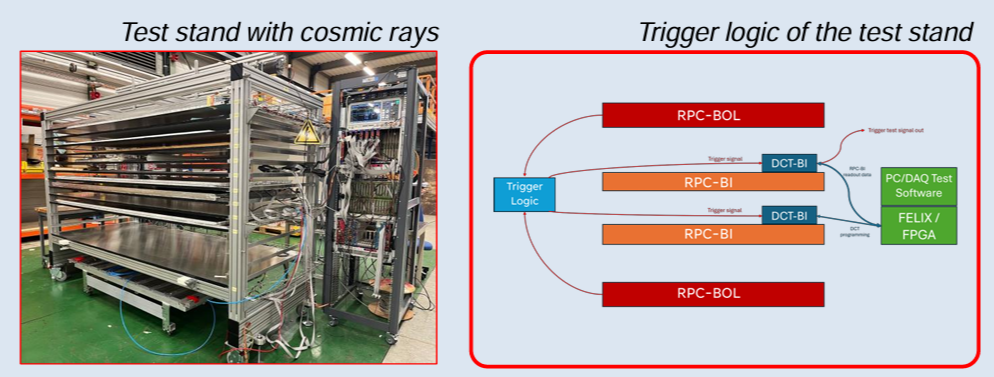 Test stand with cosmic rays
Trigger logic of the test stand
RPC-BOL
Trigger test signal out
Trigger signal
DCT-BI
RPC-BI
readout data
RPC-BI
PC/DAQ Test
Software
Trigger
Logic
Trigger signal
DCT-BI
FELIX /
FPGA
RPC-BI
DCT
programming
RPC-BOL